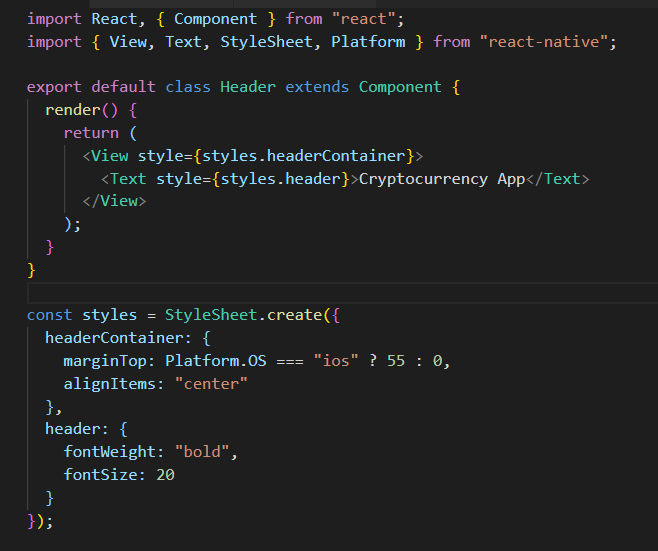 import React, { Component } from "react";
import { View, Text, StyleSheet, Platform } from "react-native";
export default class Header extends Component {
  render() {
    return (
      <View style={styles.headerContainer}>
        <Text style={styles.header}>Cryptocurrency App</Text>
      </View>
    );
  }
}
const styles = StyleSheet.create({
  headerContainer: {
    marginTop: Platform.OS === "ios" ? 55 : 0,
    alignItems: "center"
  },
  header: {
    fontWeight: "bold",
    fontSize: 20
  }
});